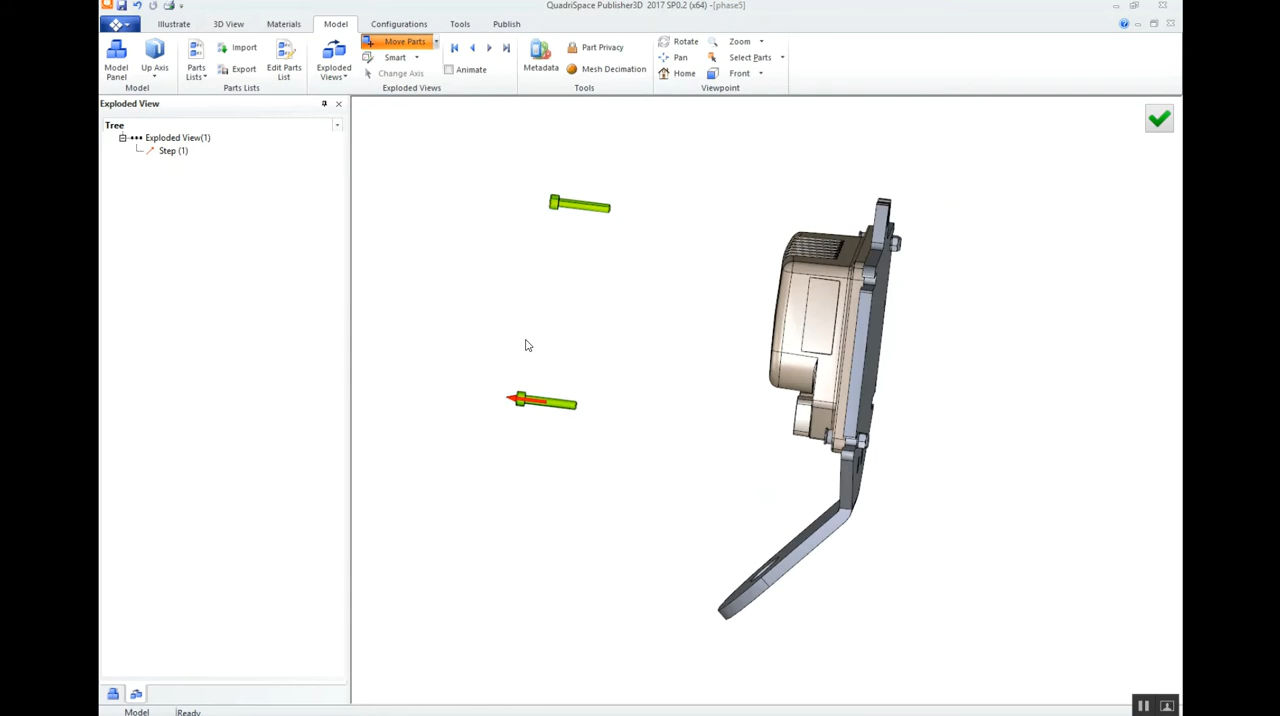 QuadriSpace Publisher3D 2017 SP0.2 (x64) -[phase5]
Illustrate 3D View Materials Model Configurations Tools Publish
Model Panel
Up Axis
Parts Lists
Import
Export
Edit Parts List
Exploded Views
Move Parts
Smart
Change Axis
Animate
Metadata
Part Privacy
Mesh Decimation
Rotate
Pan
Home
Zoom
Select Parts
Front
Model Parts Lists Exploded Views Tools Viewpoint
Exploded View
Tree
Exploded View(1)
Step (1)
Model Ready